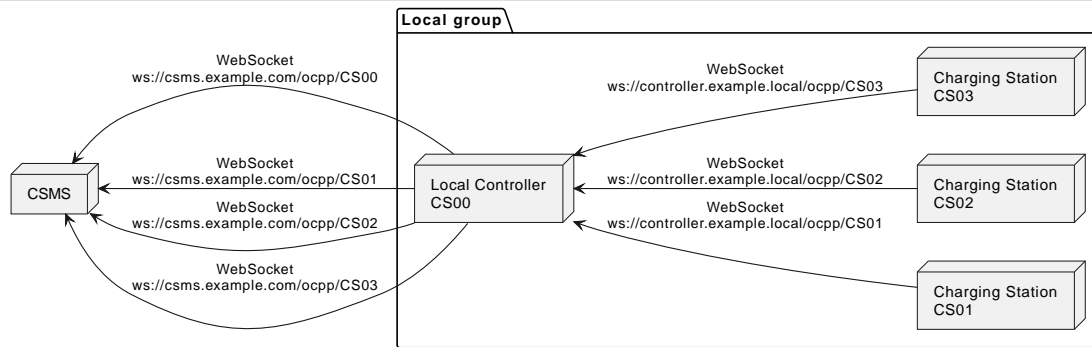 Local group
WebSocket
ws://csms.example.com/ocpp/CS00
WebSocket
ws://controller.example.local/ocpp/CS03
Charging Station
CS03
CSMS
WebSocket
ws://csms.example.com/ocpp/CS01
Local Controller
CS00
WebSocket
ws://controller.example.local/ocpp/CS02
Charging Station
CS02
WebSocket
ws://csms.example.com/ocpp/CS02
WebSocket
ws://controller.example.local/ocpp/CS01
WebSocket
ws://csms.example.com/ocpp/CS03
Charging Station
CS01